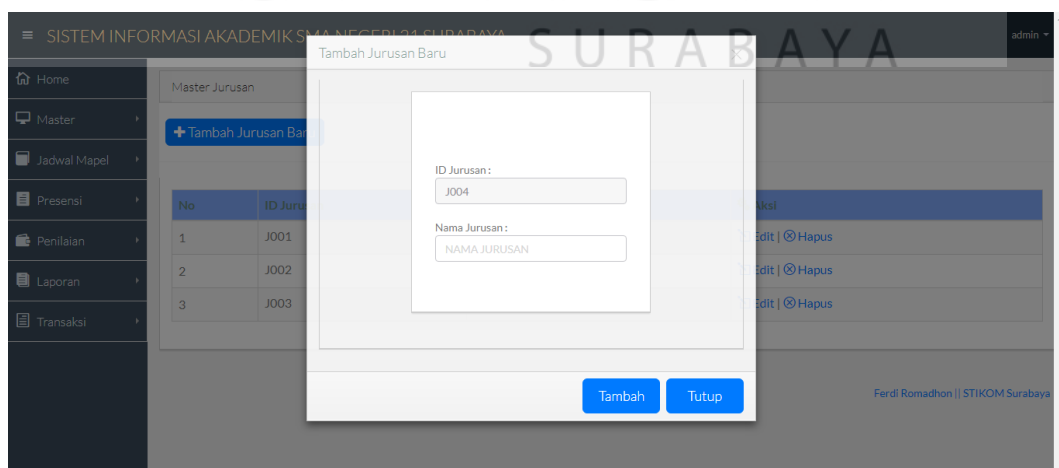 SISTEM INFORMASI AKADEMIK SMA NEGERI 21 SURABAYA
admin
SURABAYA
Tambah Jurusan Baru
Home
Master
Jadwal Mapel
Presensi
Penilaian
Laporan
Transaksi
Master Jurusan
Tambah Jurusan Bar
ID Jurusan :
J004
Nama Jurusan :
NAMA JURUSAN
No ID Juru Aksi
1 J001 Edit | Hapus
2 J002 Edit | Hapus
3 J003 Edit | Hapus
Tambah Tutup
Ferdi Romadhon || STIKOM Surabaya